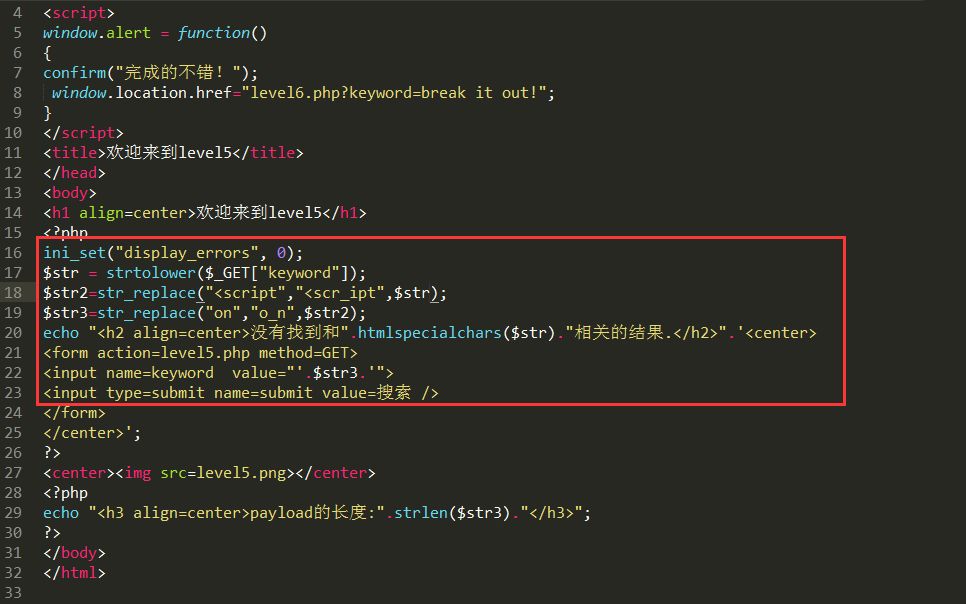 4 <script>
5 window.alert = function()
6 {
7 confirm("完成的不错！");
8  window.location.href="level6.php?keyword=break it out!";
9 }
10 </script>
11 <title>欢迎来到level5</title>
12 </head>
13 <body>
14 <h1 align=center>欢迎来到level5</h1>
15 <?php
16 ini_set("display_errors", 0);
17 $str = strtolower($_GET["keyword"]);
18 $str2=str_replace("<script","<scr_ipt",$str);
19 $str3=str_replace("on","o_n",$str2);
20 echo "<h2 align=center>没有找到和".htmlspecialchars($str)."相关的结果.</h2>".'<center>
21 <form action=level5.php method=GET>
22 <input name=keyword  value="'.$str3.'">
23 <input type=submit name=submit value=搜索 />
24 </form>
25 </center>';
26 ?>
27 <center><img src=level5.png></center>
28 <?php
29 echo "<h3 align=center>payload的长度:".strlen($str3)."</h3>";
30 ?>
31 </body>
32 </html>
33